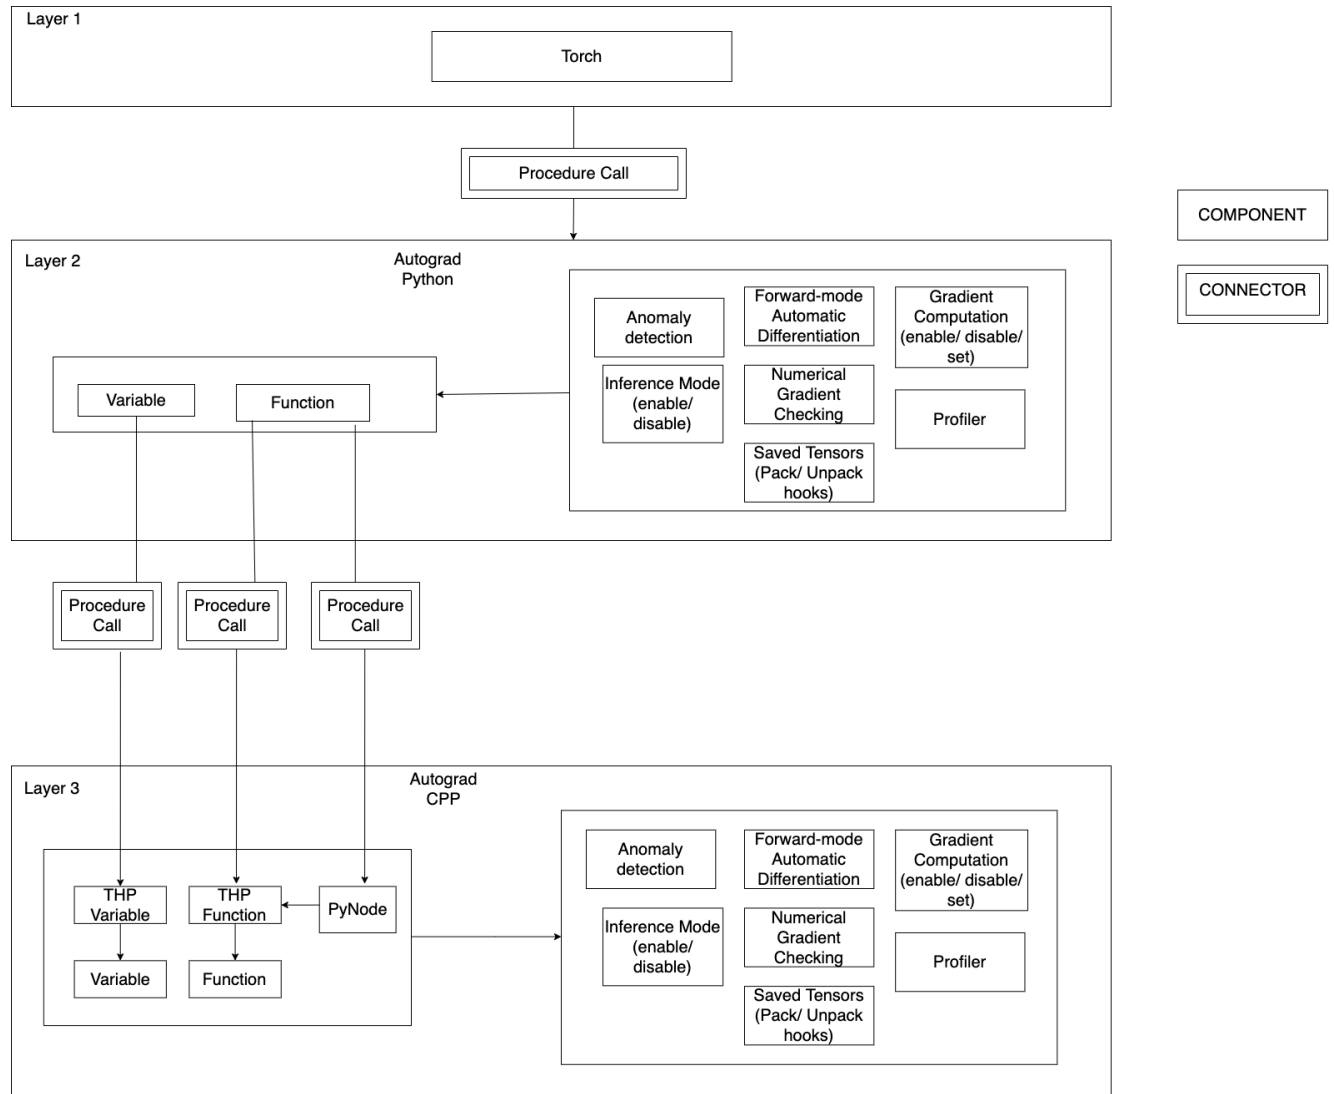 Layer 1
Torch
Procedure Call
COMPONENT
CONNECTOR
Layer 2
Autograd
Python
Variable
Function
Anomaly
detection
Forward-mode
Automatic
Differentiation
Gradient
Computation
(enable/ disable/
set)
Inference Mode
(enable/
disable)
Numerical
Gradient
Checking
Profiler
Saved Tensors
(Pack/ Unpack
hooks)
Procedure
Call
Procedure
Call
Procedure
Call
Layer 3
Autograd
CPP
THP
Variable
THP
Function
PyNode
Variable
Function
Anomaly
detection
Forward-mode
Automatic
Differentiation
Gradient
Computation
(enable/ disable/
set)
Inference Mode
(enable/
disable)
Numerical
Gradient
Checking
Profiler
Saved Tensors
(Pack/ Unpack
hooks)